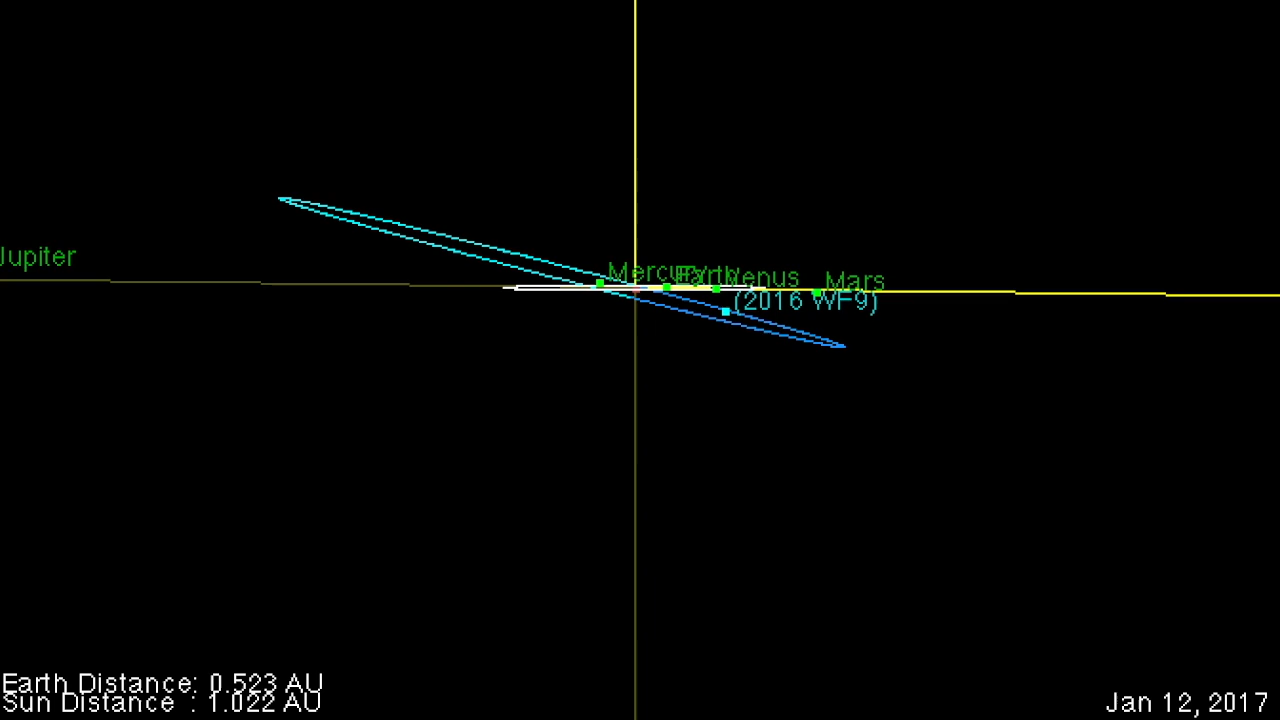 Jupiter
Mercury
Earth
Venus
Mars
(2016 WF9)
Earth Distance: 0.523 AU
Sun Distance : 1.022 AU
Jan 12, 2017